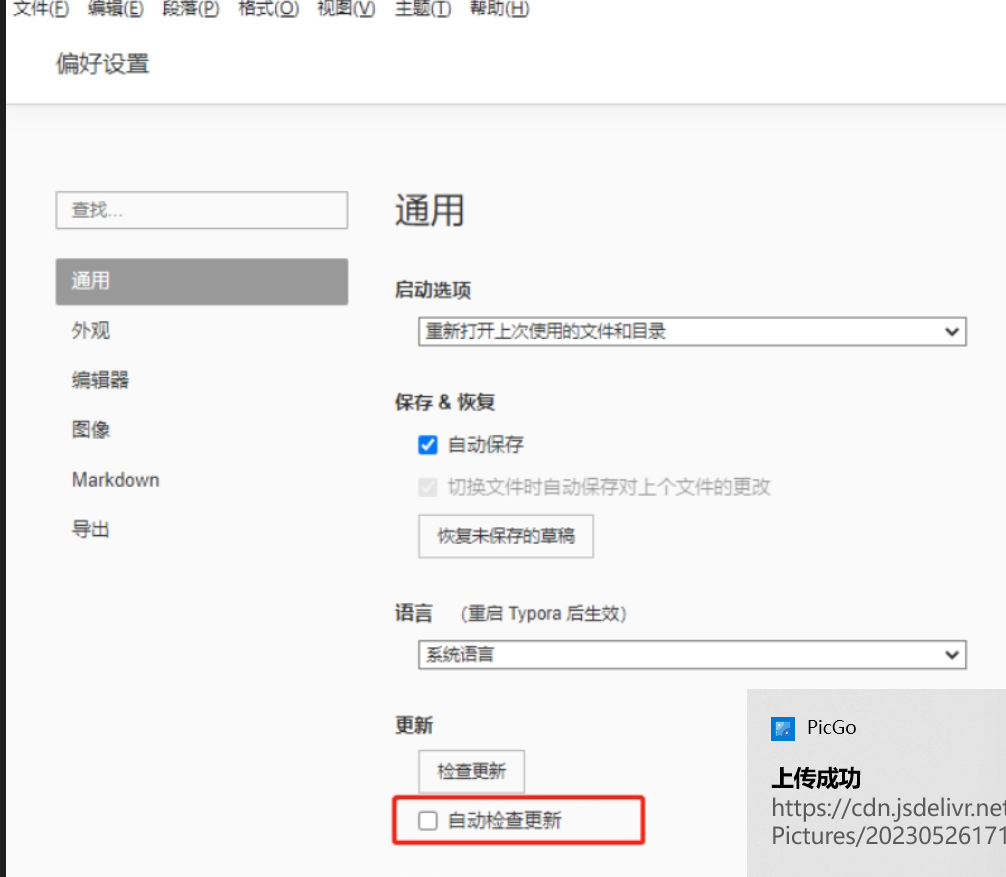 文件(F) 编辑(E) 段落(P) 格式(O) 视图(V) 主题(T) 帮助(H)
偏好设置
查找...
通用
外观
编辑器
图像
Markdown
导出
通用
启动选项
重新打开上次使用的文件和目录
保存 & 恢复
自动保存
切换文件时自动保存对上个文件的更改
恢复未保存的草稿
语言 (重启 Typora 后生效)
系统语言
更新
检查更新
自动检查更新
PicGo
上传成功
https://cdn.jsdelivr.net
Pictures/20230526171